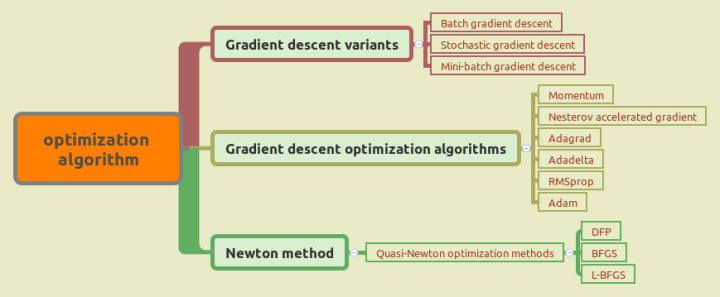 optimization
algorithm
Gradient descent variants
Batch gradient descent
Stochastic gradient descent
Mini-batch gradient descent
Gradient descent optimization algorithms
Momentum
Nesterov accelerated gradient
Adagrad
Adadelta
RMSprop
Adam
Newton method
Quasi-Newton optimization methods
DFP
BFGS
L-BFGS